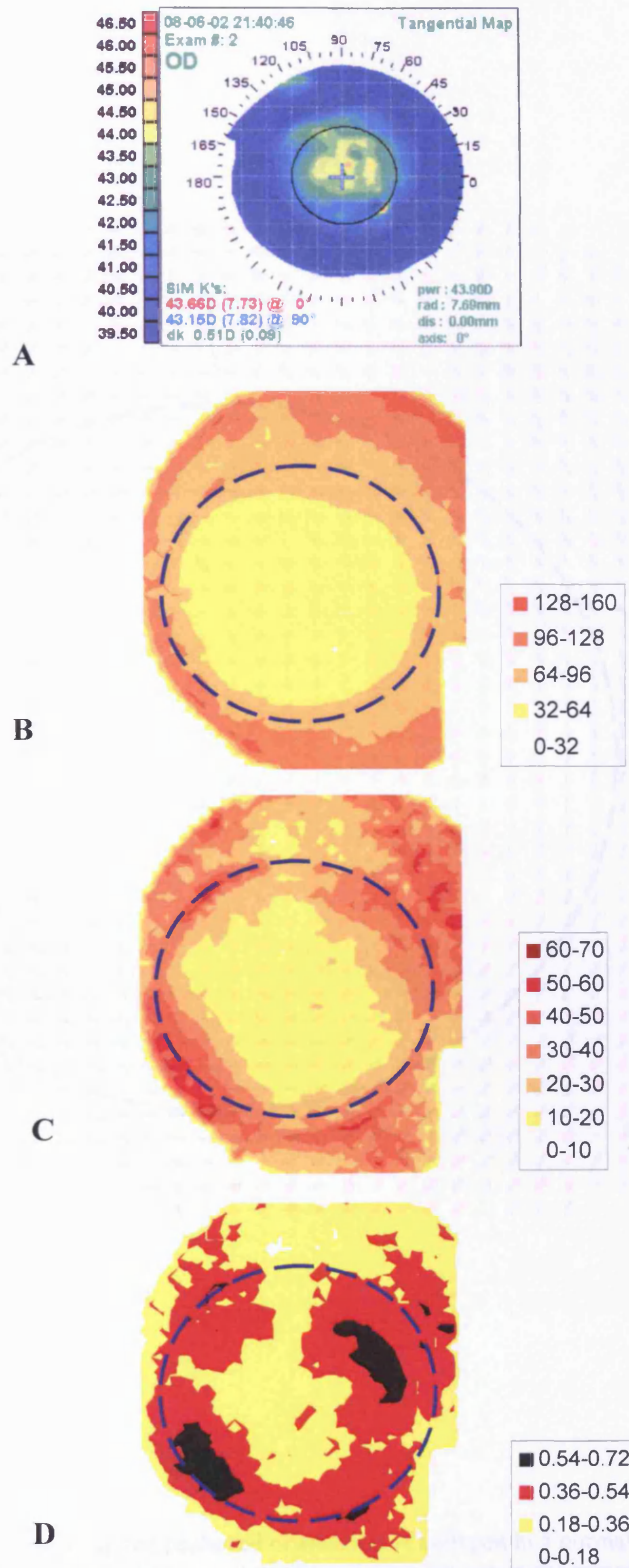 46.50
46.00
45.50
45.00
44.50
44.00
43.50
43.00
42.50
42.00
41.50
41.00
40.50
40.00
39.50
08-06-02 21:40:46 Tangential Map
Exam #: 2
OD
180 165 150 135 120 105 90 75 60 45 30 15 0
SIM K's:
43.66D (7.73) @ 0°
43.15D (7.82) @ 90°
dk 0.51D (0.09)
pwr : 43.90D
rad : 7.69mm
dis : 0.00mm
axis: 0°
A
128-160
96-128
64-96
32-64
0-32
B
60-70
50-60
40-50
30-40
20-30
10-20
0-10
C
0.54-0.72
0.36-0.54
0.18-0.36
0-0.18
D